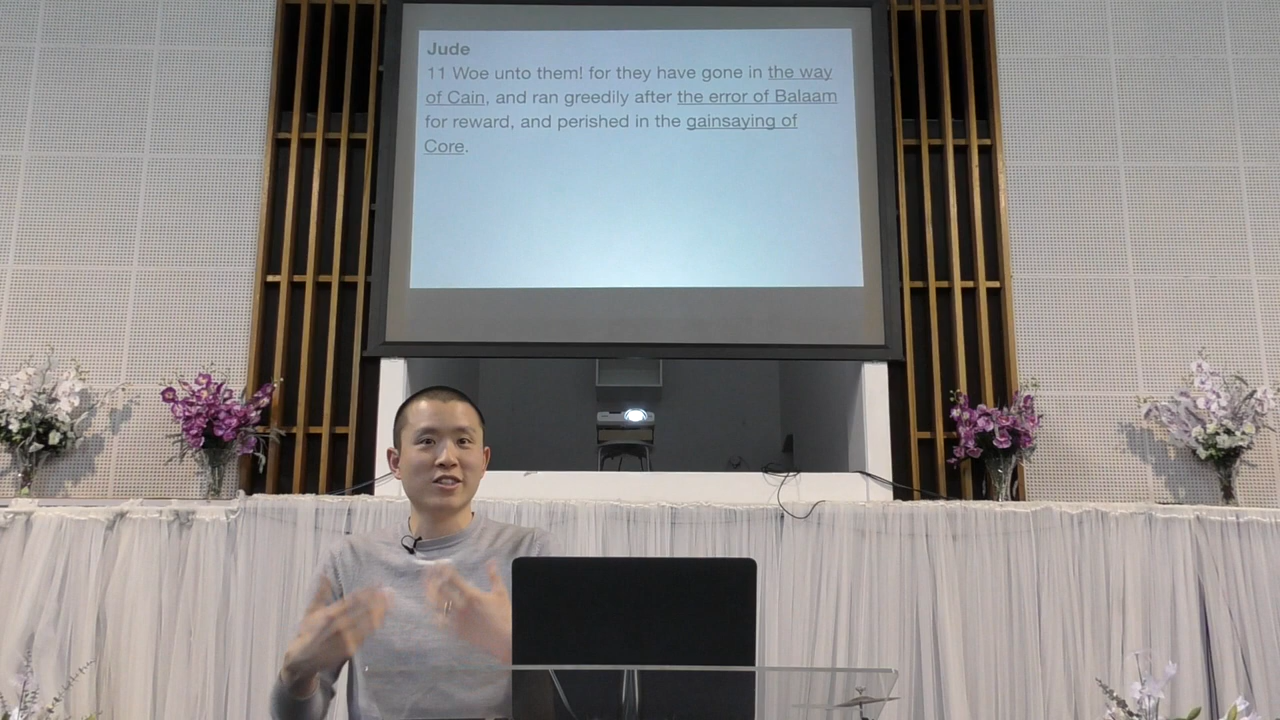 Jude
11 Woe unto them! for they have gone in the way
of Cain, and ran greedily after the error of Balaam
for reward, and perished in the gainsaying of
Core.